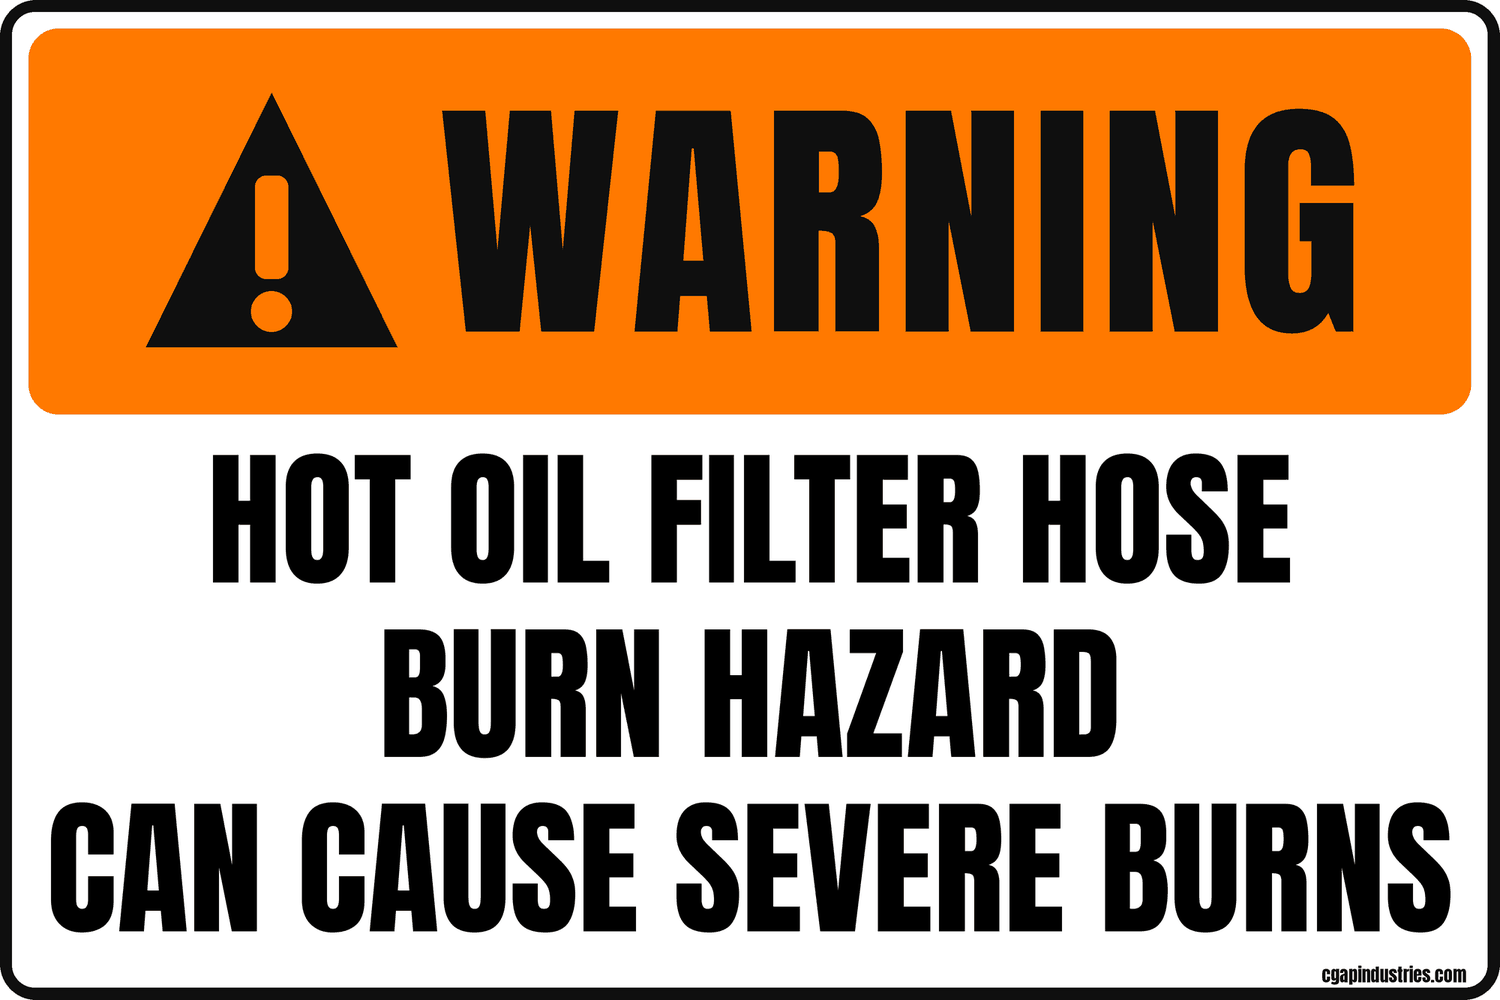 WARNING
HOT OIL FILTER HOSE
BURN HAZARD
CAN CAUSE SEVERE BURNS
cgapindustries.com